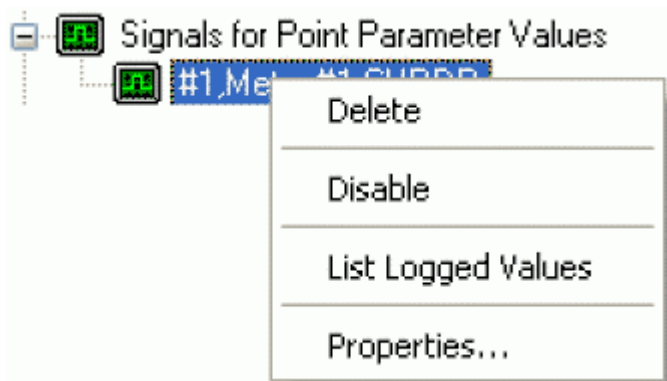 Signals for Point Parameter Values
#1,Me
Delete
Disable
List Logged Values
Properties...